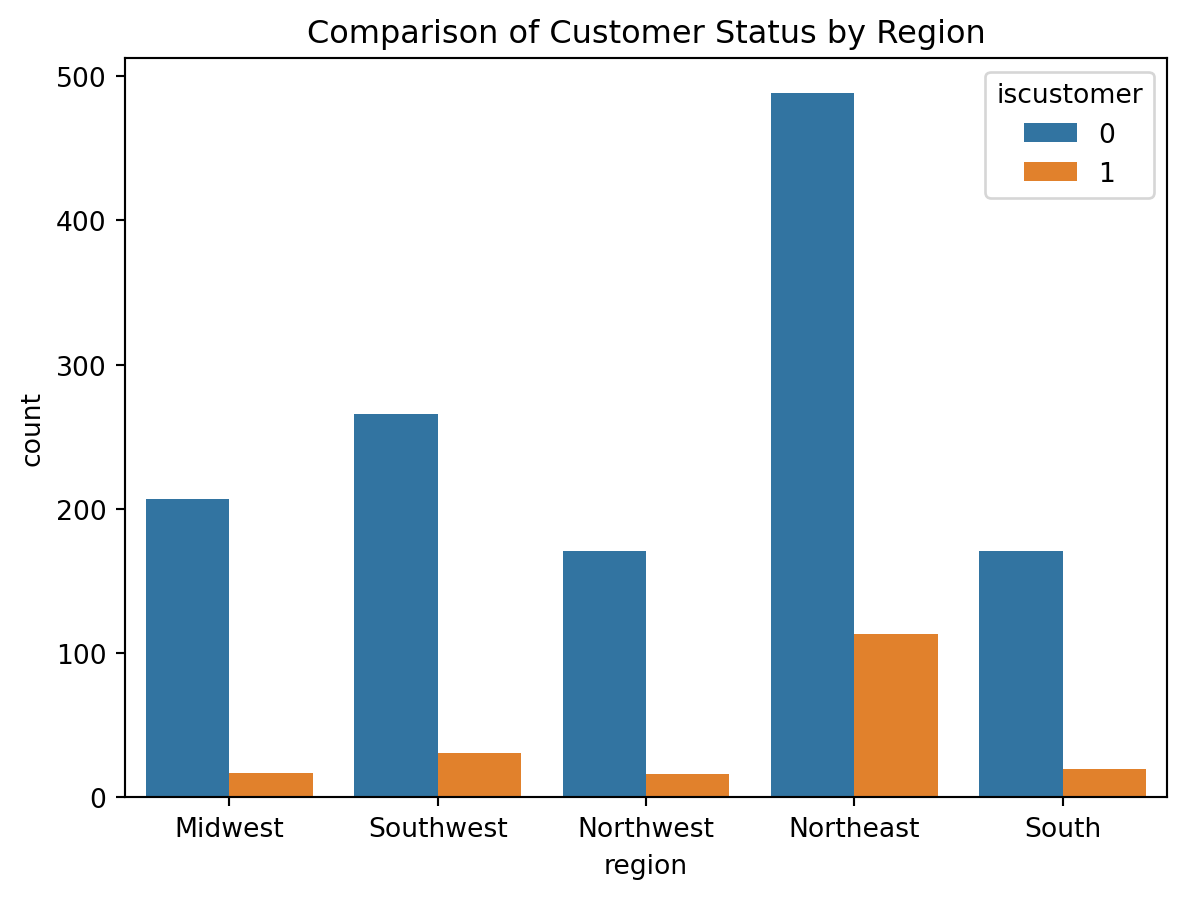 Comparison of Customer Status by Region
iscustomer
0
1
500
400
300
200
100
0
count
Midwest Southwest Northwest Northeast South
region